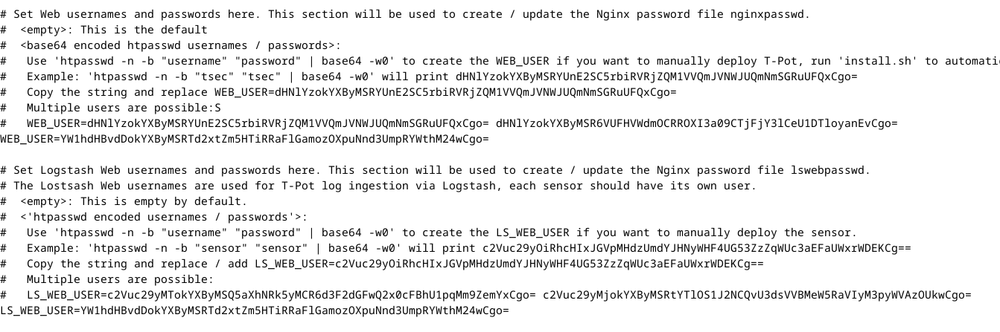 # Set Web usernames and passwords here. This section will be used to create / update the Nginx password file nginxpasswd.
#  <empty>: This is the default
#  <base64 encoded htpasswd usernames / passwords>:
#   Use 'htpasswd -n -b "username" "password" | base64 -w0' to create the WEB_USER if you want to manually deploy T-Pot, run 'install.sh' to automati
#   Example: 'htpasswd -n -b "tsec" "tsec" | base64 -w0' will print dHNlYzokYXByMSRYUnE2SC5rbiRVRjZQM1VVQmJVNWJUQmNmSGRuUFQxCgo=
#   Copy the string and replace WEB_USER=dHNlYzokYXByMSRYUnE2SC5rbiRVRjZQM1VVQmJVNWJUQmNmSGRuUFQxCgo=
#   Multiple users are possible:S
#   WEB_USER=dHNlYzokYXByMSRYUnE2SC5rbiRVRjZQM1VVQmJVNWJUQmNmSGRuUFQxCgo= dHNlYzokYXByMSR6VUFHVWdmOCRROXI3a09CTjFjY3lCeU1DTloyanEvCgo=
WEB_USER=YW1hdHBvdDokYXByMSRTd2xtZm5HTiRRaFlGamozOXpuNnd3UmpRYWthM24wCgo=

# Set Logstash Web usernames and passwords here. This section will be used to create / update the Nginx password file lswebpasswd.
# The Lostsash Web usernames are used for T-Pot log ingestion via Logstash, each sensor should have its own user.
#  <empty>: This is empty by default.
#  <'htpasswd encoded usernames / passwords'>:
#   Use 'htpasswd -n -b "username" "password" | base64 -w0' to create the LS_WEB_USER if you want to manually deploy the sensor.
#   Example: 'htpasswd -n -b "sensor" "sensor" | base64 -w0' will print c2Vuc29yOiRhcHIxJGVpMHdzUmdYJHNyWHF4UG53ZzZqWUc3aEFaUWxrWDEKCg==
#   Copy the string and replace / add LS_WEB_USER=c2Vuc29yOiRhcHIxJGVpMHdzUmdYJHNyWHF4UG53ZzZqWUc3aEFaUWxrWDEKCg==
#   Multiple users are possible:
#   LS_WEB_USER=c2Vuc29yMTokYXByMSQ5aXhNRk5yMCR6d3F2dGFwQ2x0cFBhU1pqMm9ZemYxCgo= c2Vuc29yMjokYXByMSRtYTlOS1J2NCQvU3dsVVBMeW5RaVIyM3pyWVAzOUkwCgo=
LS_WEB_USER=YW1hdHBvdDokYXByMSRTd2xtZm5HTiRRaFlGamozOXpuNnd3UmpRYWthM24wCgo=